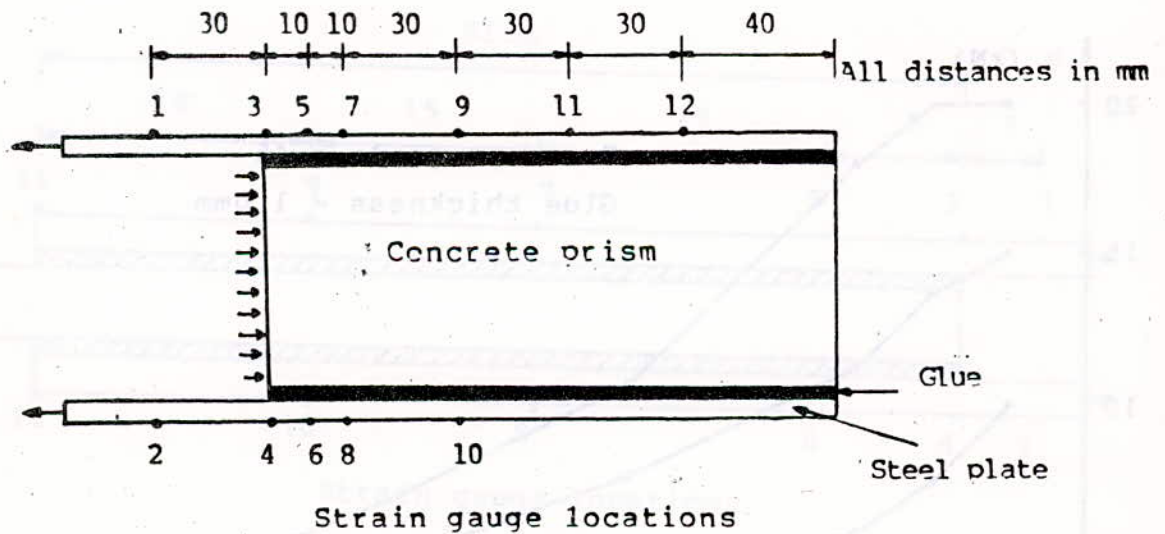 30 10 10 30 30 30 40
All distances in mm
1 3 5 7 9 11 12
Concrete prism
Glue
2 4 6 8 10
Steel plate
Strain gauge locations